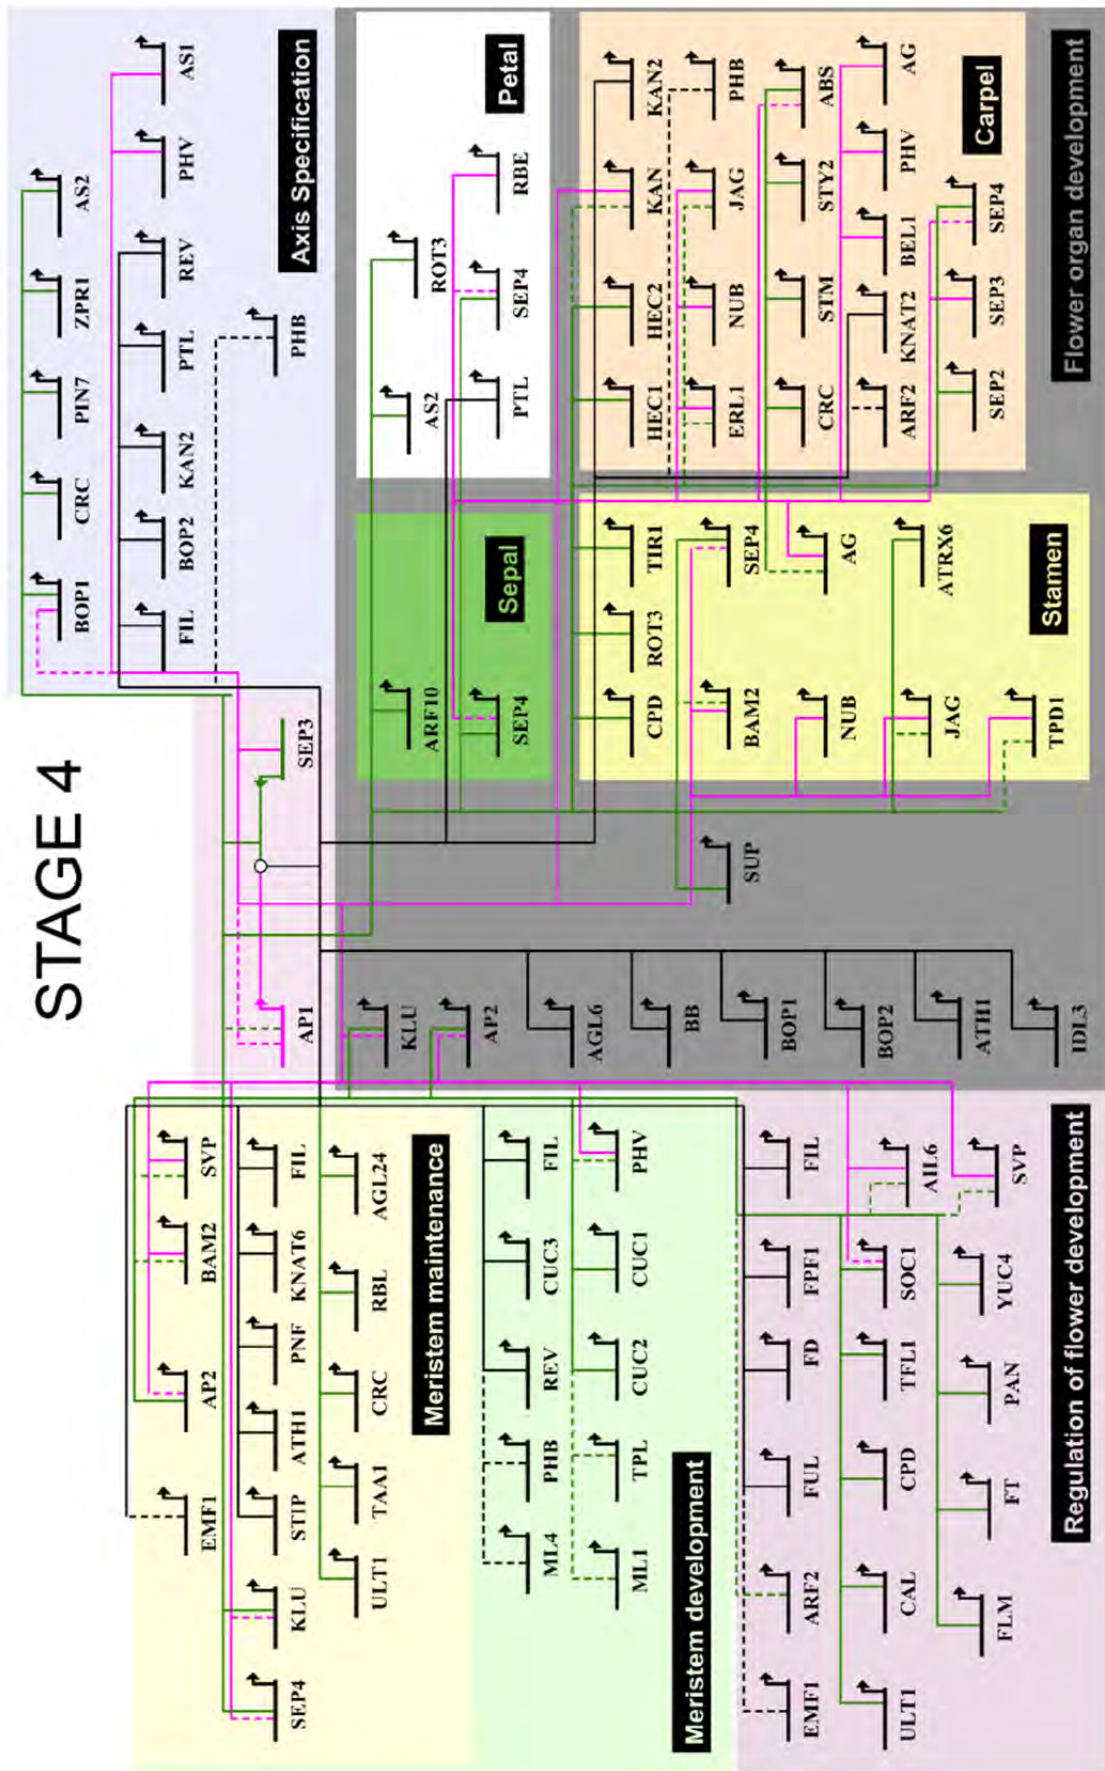 STAGE 4
EMF1 AP2 BAM2 SVP
SEP4 KLU STIP ATH1 PNF KNAT6 FIL
ULT1 TAA1 CRC RBL AGL24
Meristem maintenance
ML4 PHB REV CUC3 FIL
ML1 TPL CUC2 CUC1 PHV
Meristem development
EMF1 ARF2 FUL FD FPF1 FIL
ULT1 CAL CPD TFL1 SOC1 AIL6
FLM FT PAN YUC4 SVP
Regulation of flower development
AP1 SEP3
KLU
AP2
AGL6
BB
BOP1
BOP2
ATH1
IDL3
SUP
BOP1 CRC PIN7 ZPR1 AS2
FIL BOP2 KAN2 PTL REV PHV AS1
PHB
Axis Specification
ARF10
SEP4
Sepal
AS2 ROT3
PTL SEP4 RBE
Petal
CPD ROT3 TIR1
BAM2 SEP4
NUB AG
JAG ATRX6
TPD1
Stamen
HEC1 HEC2 KAN KAN2
ERL1 NUB JAG PHB
CRC STM STY2 ABS
ARF2 KNAT2 BEL1 PHV AG
SEP2 SEP3 SEP4
Carpel
Flower organ development